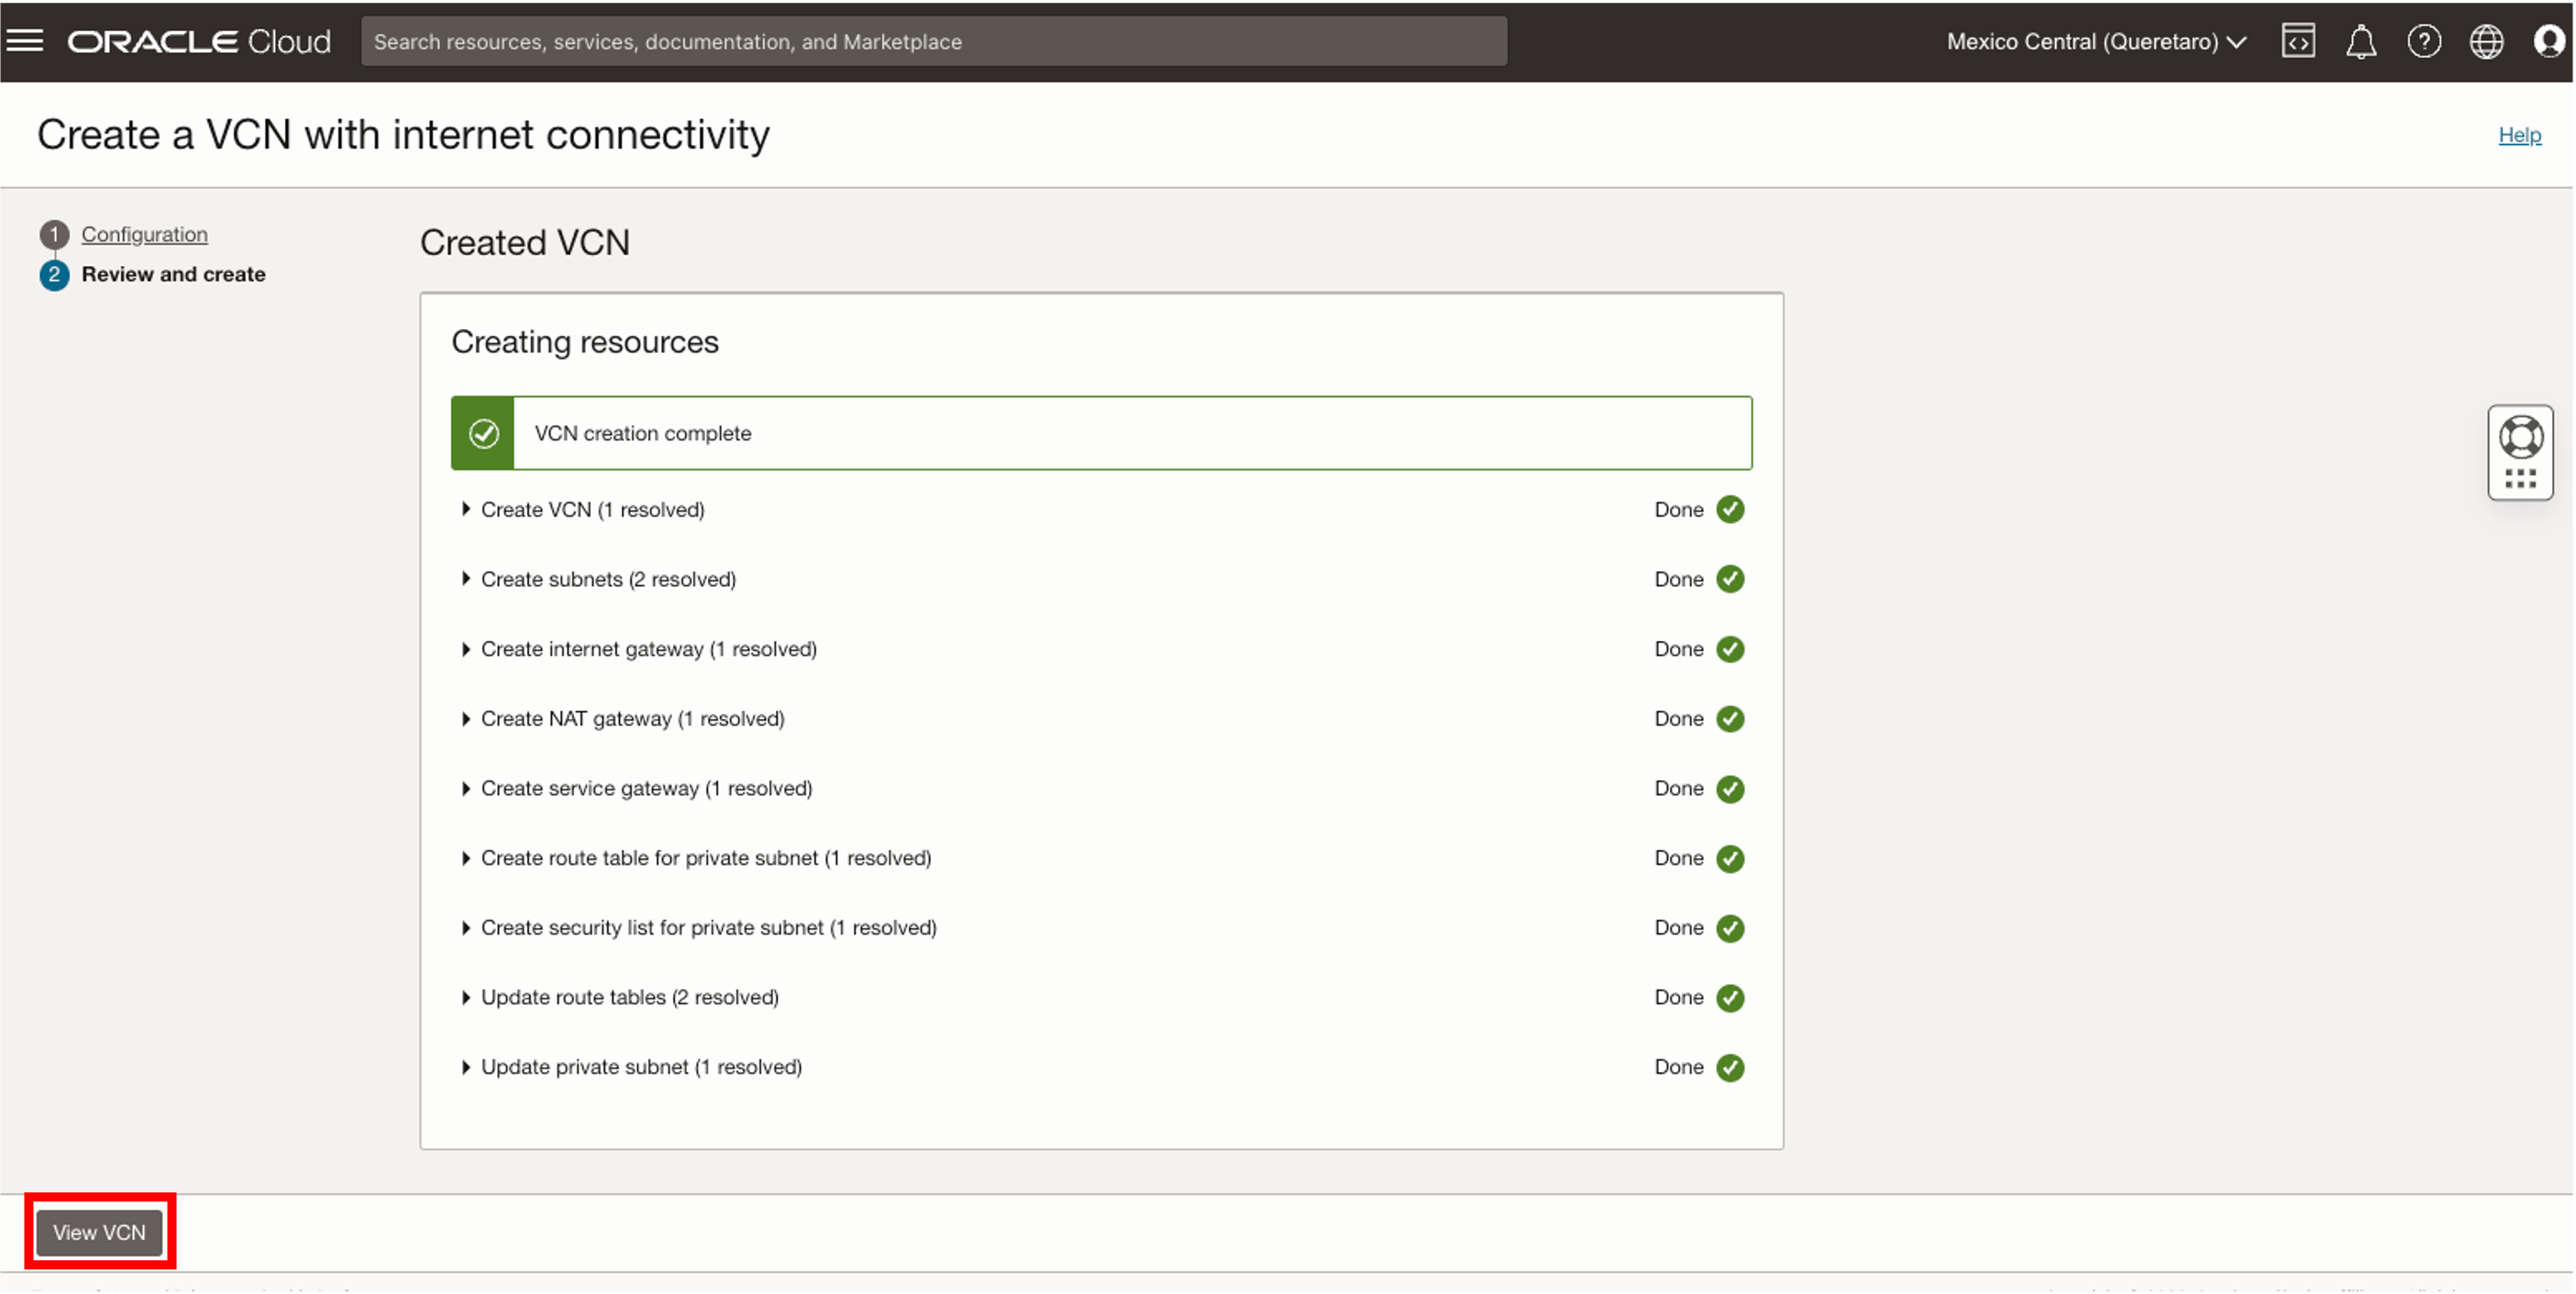 ORACLE Cloud
Search resources, services, documentation, and Marketplace
Mexico Central (Queretaro)
Create a VCN with internet connectivity
Help
1 Configuration
2 Review and create
Created VCN
Creating resources
VCN creation complete
Create VCN (1 resolved) Done
Create subnets (2 resolved) Done
Create internet gateway (1 resolved) Done
Create NAT gateway (1 resolved) Done
Create service gateway (1 resolved) Done
Create route table for private subnet (1 resolved) Done
Create security list for private subnet (1 resolved) Done
Update route tables (2 resolved) Done
Update private subnet (1 resolved) Done
View VCN